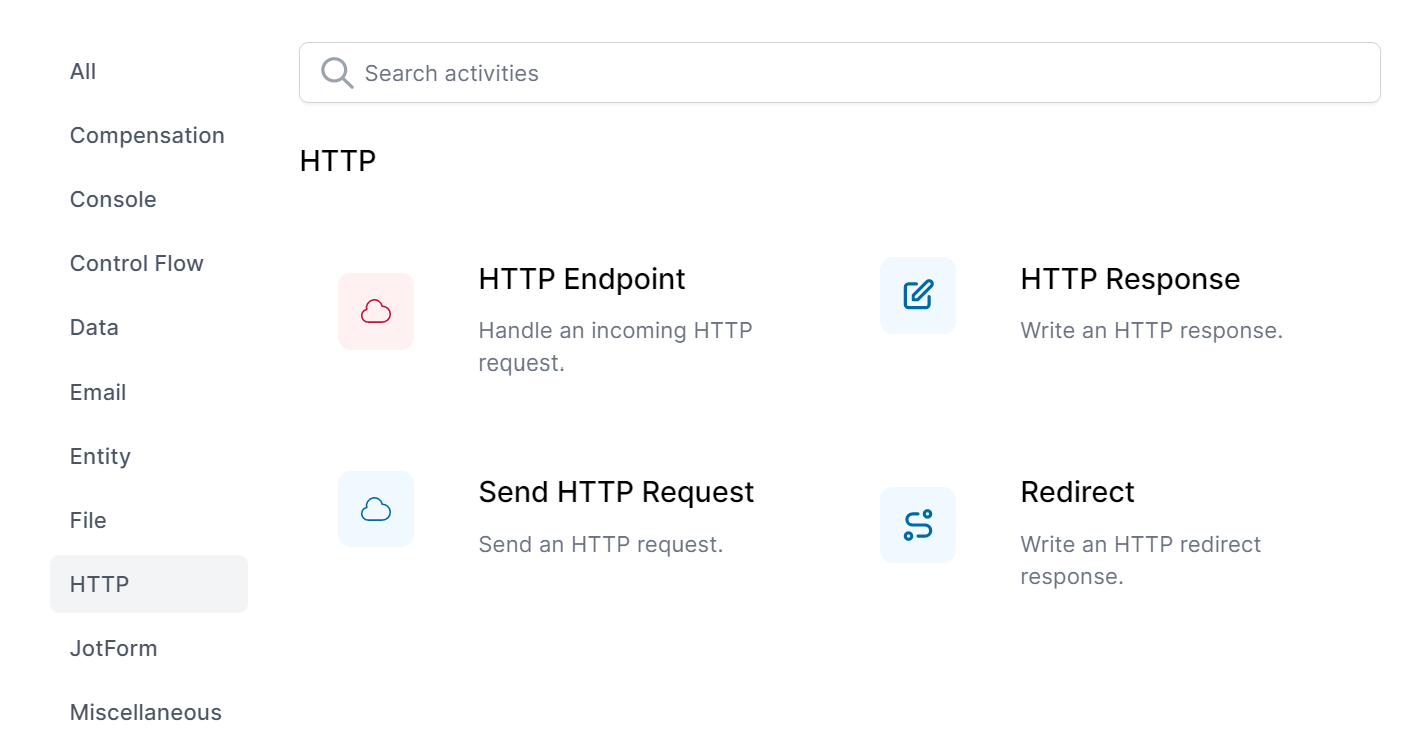 All
Compensation
Console
Control Flow
Data
Email
Entity
File
HTTP
JotForm
Miscellaneous
Search activities
HTTP
HTTP Endpoint
Handle an incoming HTTP
request.
HTTP Response
Write an HTTP response.
Send HTTP Request
Send an HTTP request.
Redirect
Write an HTTP redirect
response.